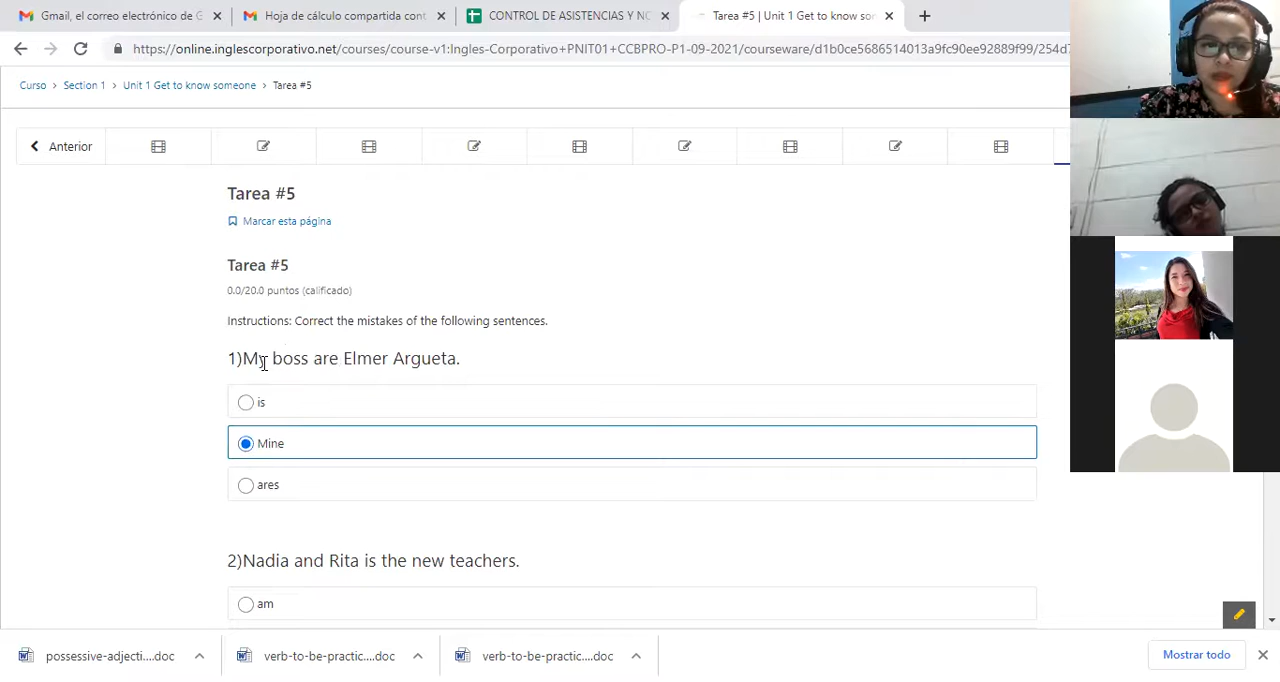 Gmail, el correo electrónico de G
Hoja de cálculo compartida cont
CONTROL DE ASISTENCIAS Y NO
Tarea #5 | Unit 1 Get to know som
https://online.inglescorporativo.net/courses/course-v1:Ingles-Corporativo+PNIT01+CCBPRO-P1-09-2021/courseware/d1b0ce5686514013a9fc90ee92889f99/254d7
Curso > Section 1 > Unit 1 Get to know someone > Tarea #5
Anterior
Tarea #5
Marcar esta página
Tarea #5
0.0/20.0 puntos (calificado)
Instructions: Correct the mistakes of the following sentences.
1)My boss are Elmer Argueta.
is
Mine
ares
2)Nadia and Rita is the new teachers.
am
possessive-adjecti....doc
verb-to-be-practic....doc
verb-to-be-practic....doc
Mostrar todo